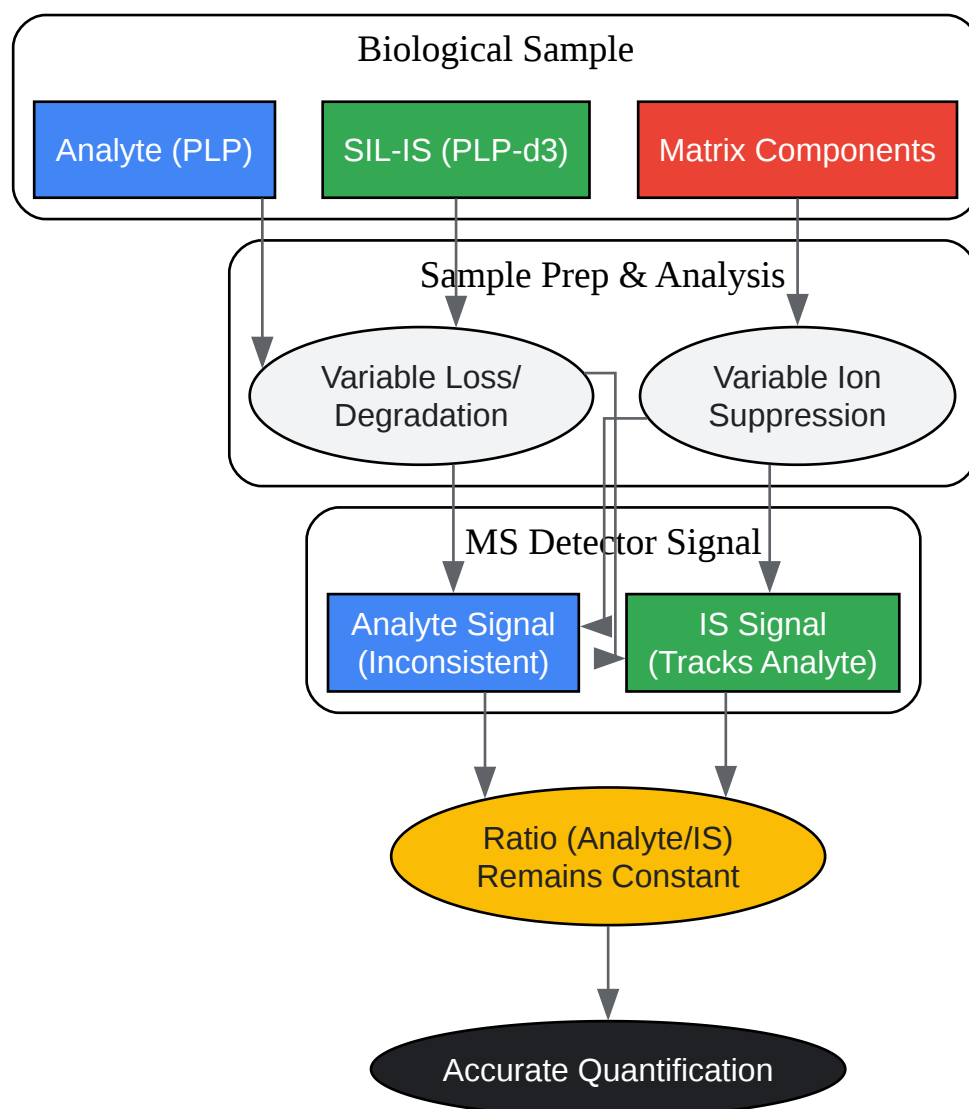 Biological Sample
Analyte (PLP)
SIL-IS (PLP-d3)
Matrix Components
Sample Prep & Analysis
Variable Loss/
Degradation
Variable Ion
Suppression
MS Detector Signal
Analyte Signal
(Inconsistent)
IS Signal
(Tracks Analyte)
Ratio (Analyte/IS)
Remains Constant
Accurate Quantification